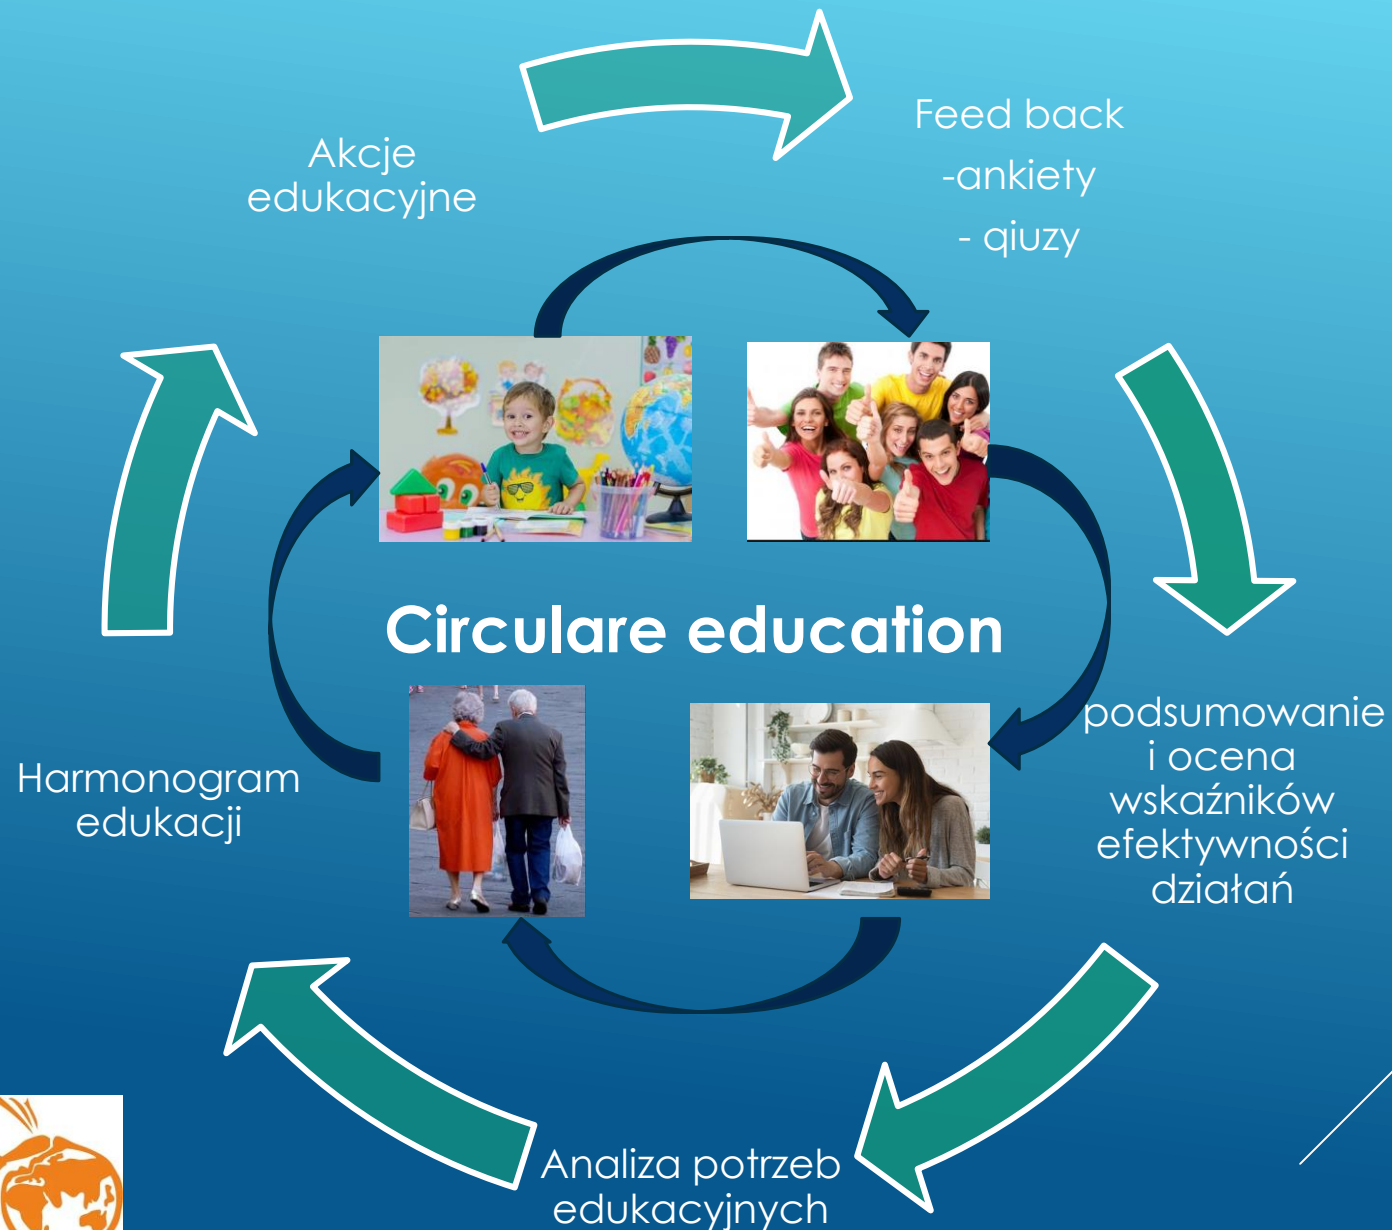 Akcje
edukacyjne
Feed back
-ankiety
- qiuzy
Circulare education
podsumowanie
i ocena
wskaźników
efektywności
działań
Harmonogram
edukacji
Analiza potrzeb
edukacyjnych